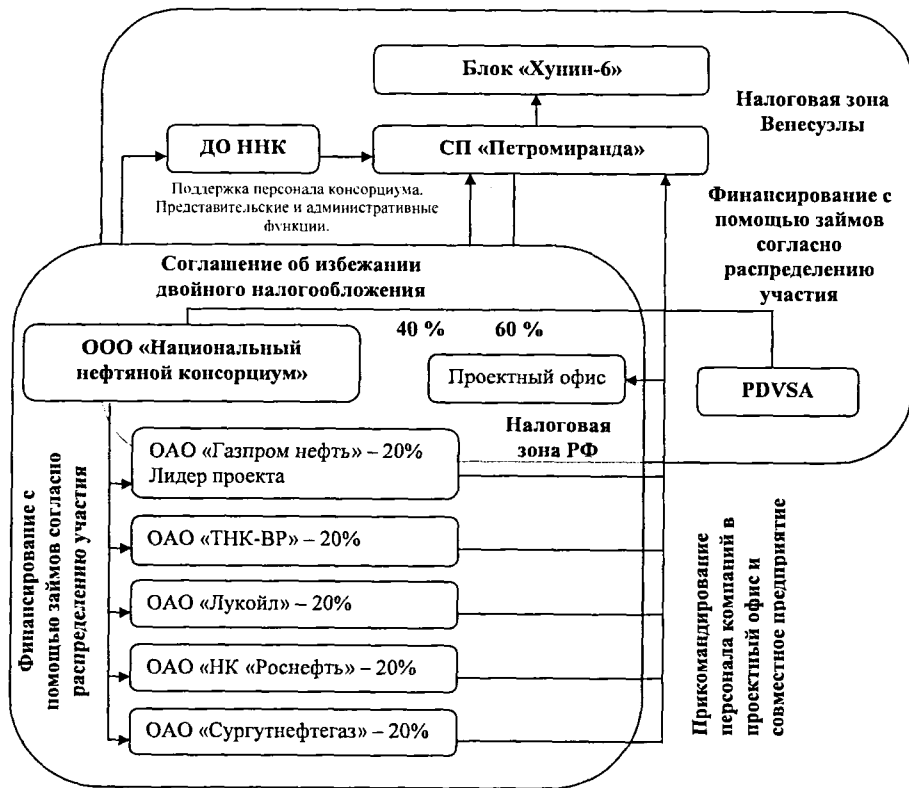 Блок «Хунин-6»
Налоговая зона
Венесуэлы
ДО ННК
СП «Петромиранда»
Поддержка персонала консорциума.
Представительские и административные
функции.
Финансирование с
помощью займов
согласно
распределению
участия
Соглашение об избежании
двойного налогообложения
40 %
60 %
ООО «Национальный
нефтяной консорциум»
Проектный офис
PDVSA
Налоговая
зона РФ
ОАО «Газпром нефть» – 20%
Лидер проекта
ОАО «ТНК-ВР» – 20%
ОАО «Лукойл» – 20%
ОАО «НК «Роснефть» – 20%
ОАО «Сургутнефтегаз» – 20%
Финансирование с
помощью займов согласно
распределению участия
Прикомандирование
персонала компаний в
проектный офис и
совместное предприятие